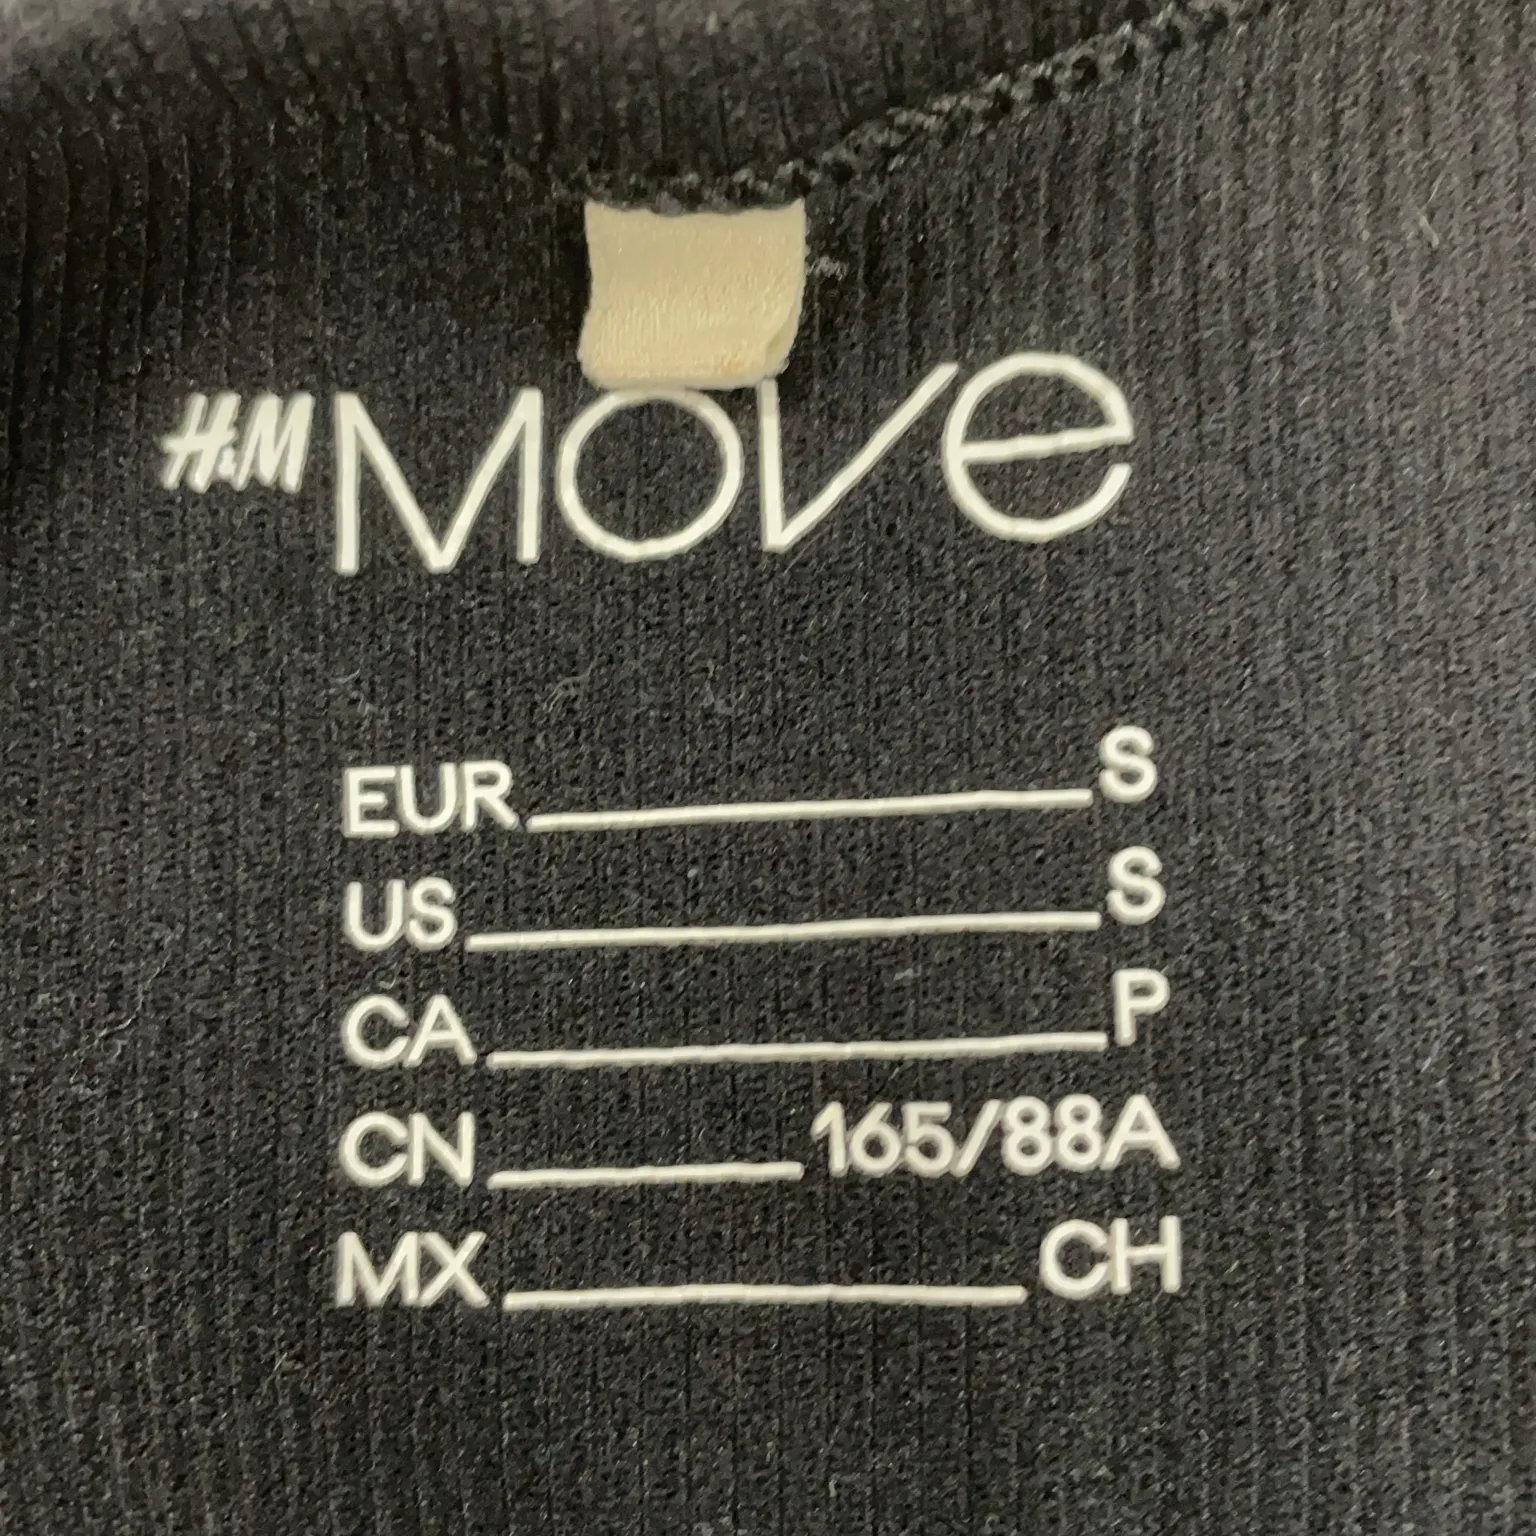 H&M Move
EUR S
US S
CA P
CN 165/88A
MX CH